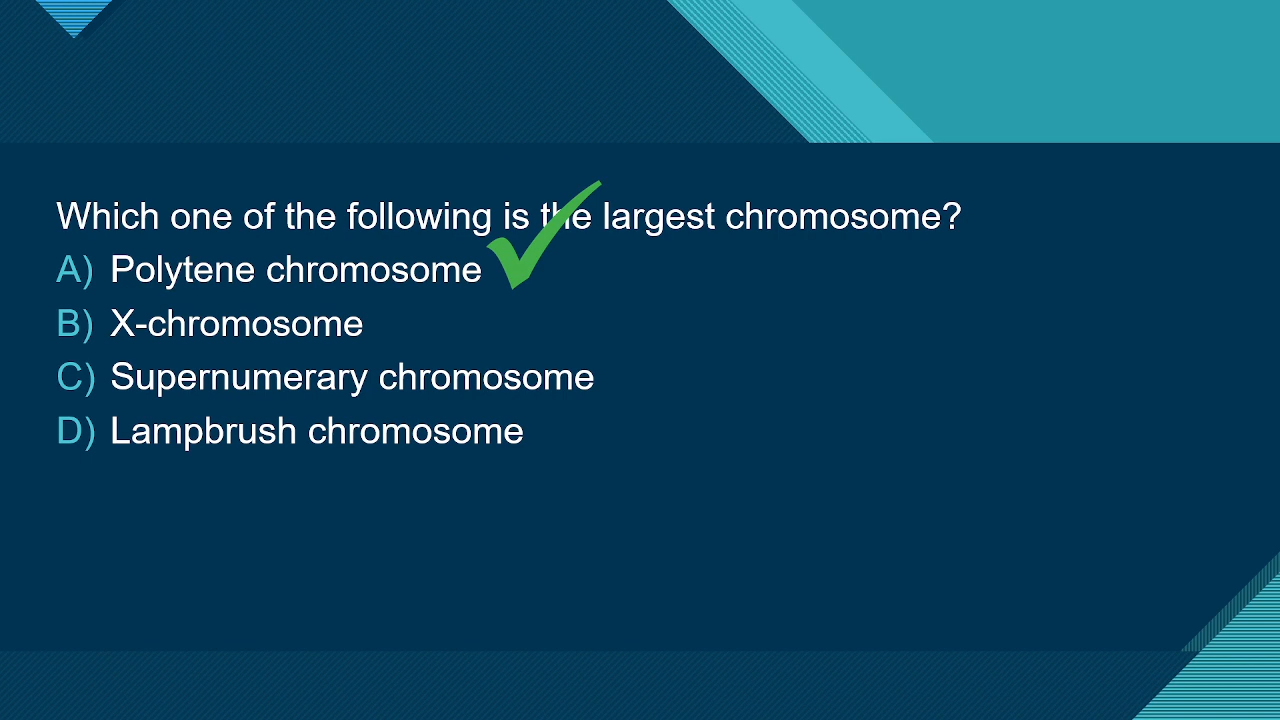 Which one of the following is the largest chromosome?
A) Polytene chromosome
B) X-chromosome
C) Supernumerary chromosome
D) Lampbrush chromosome